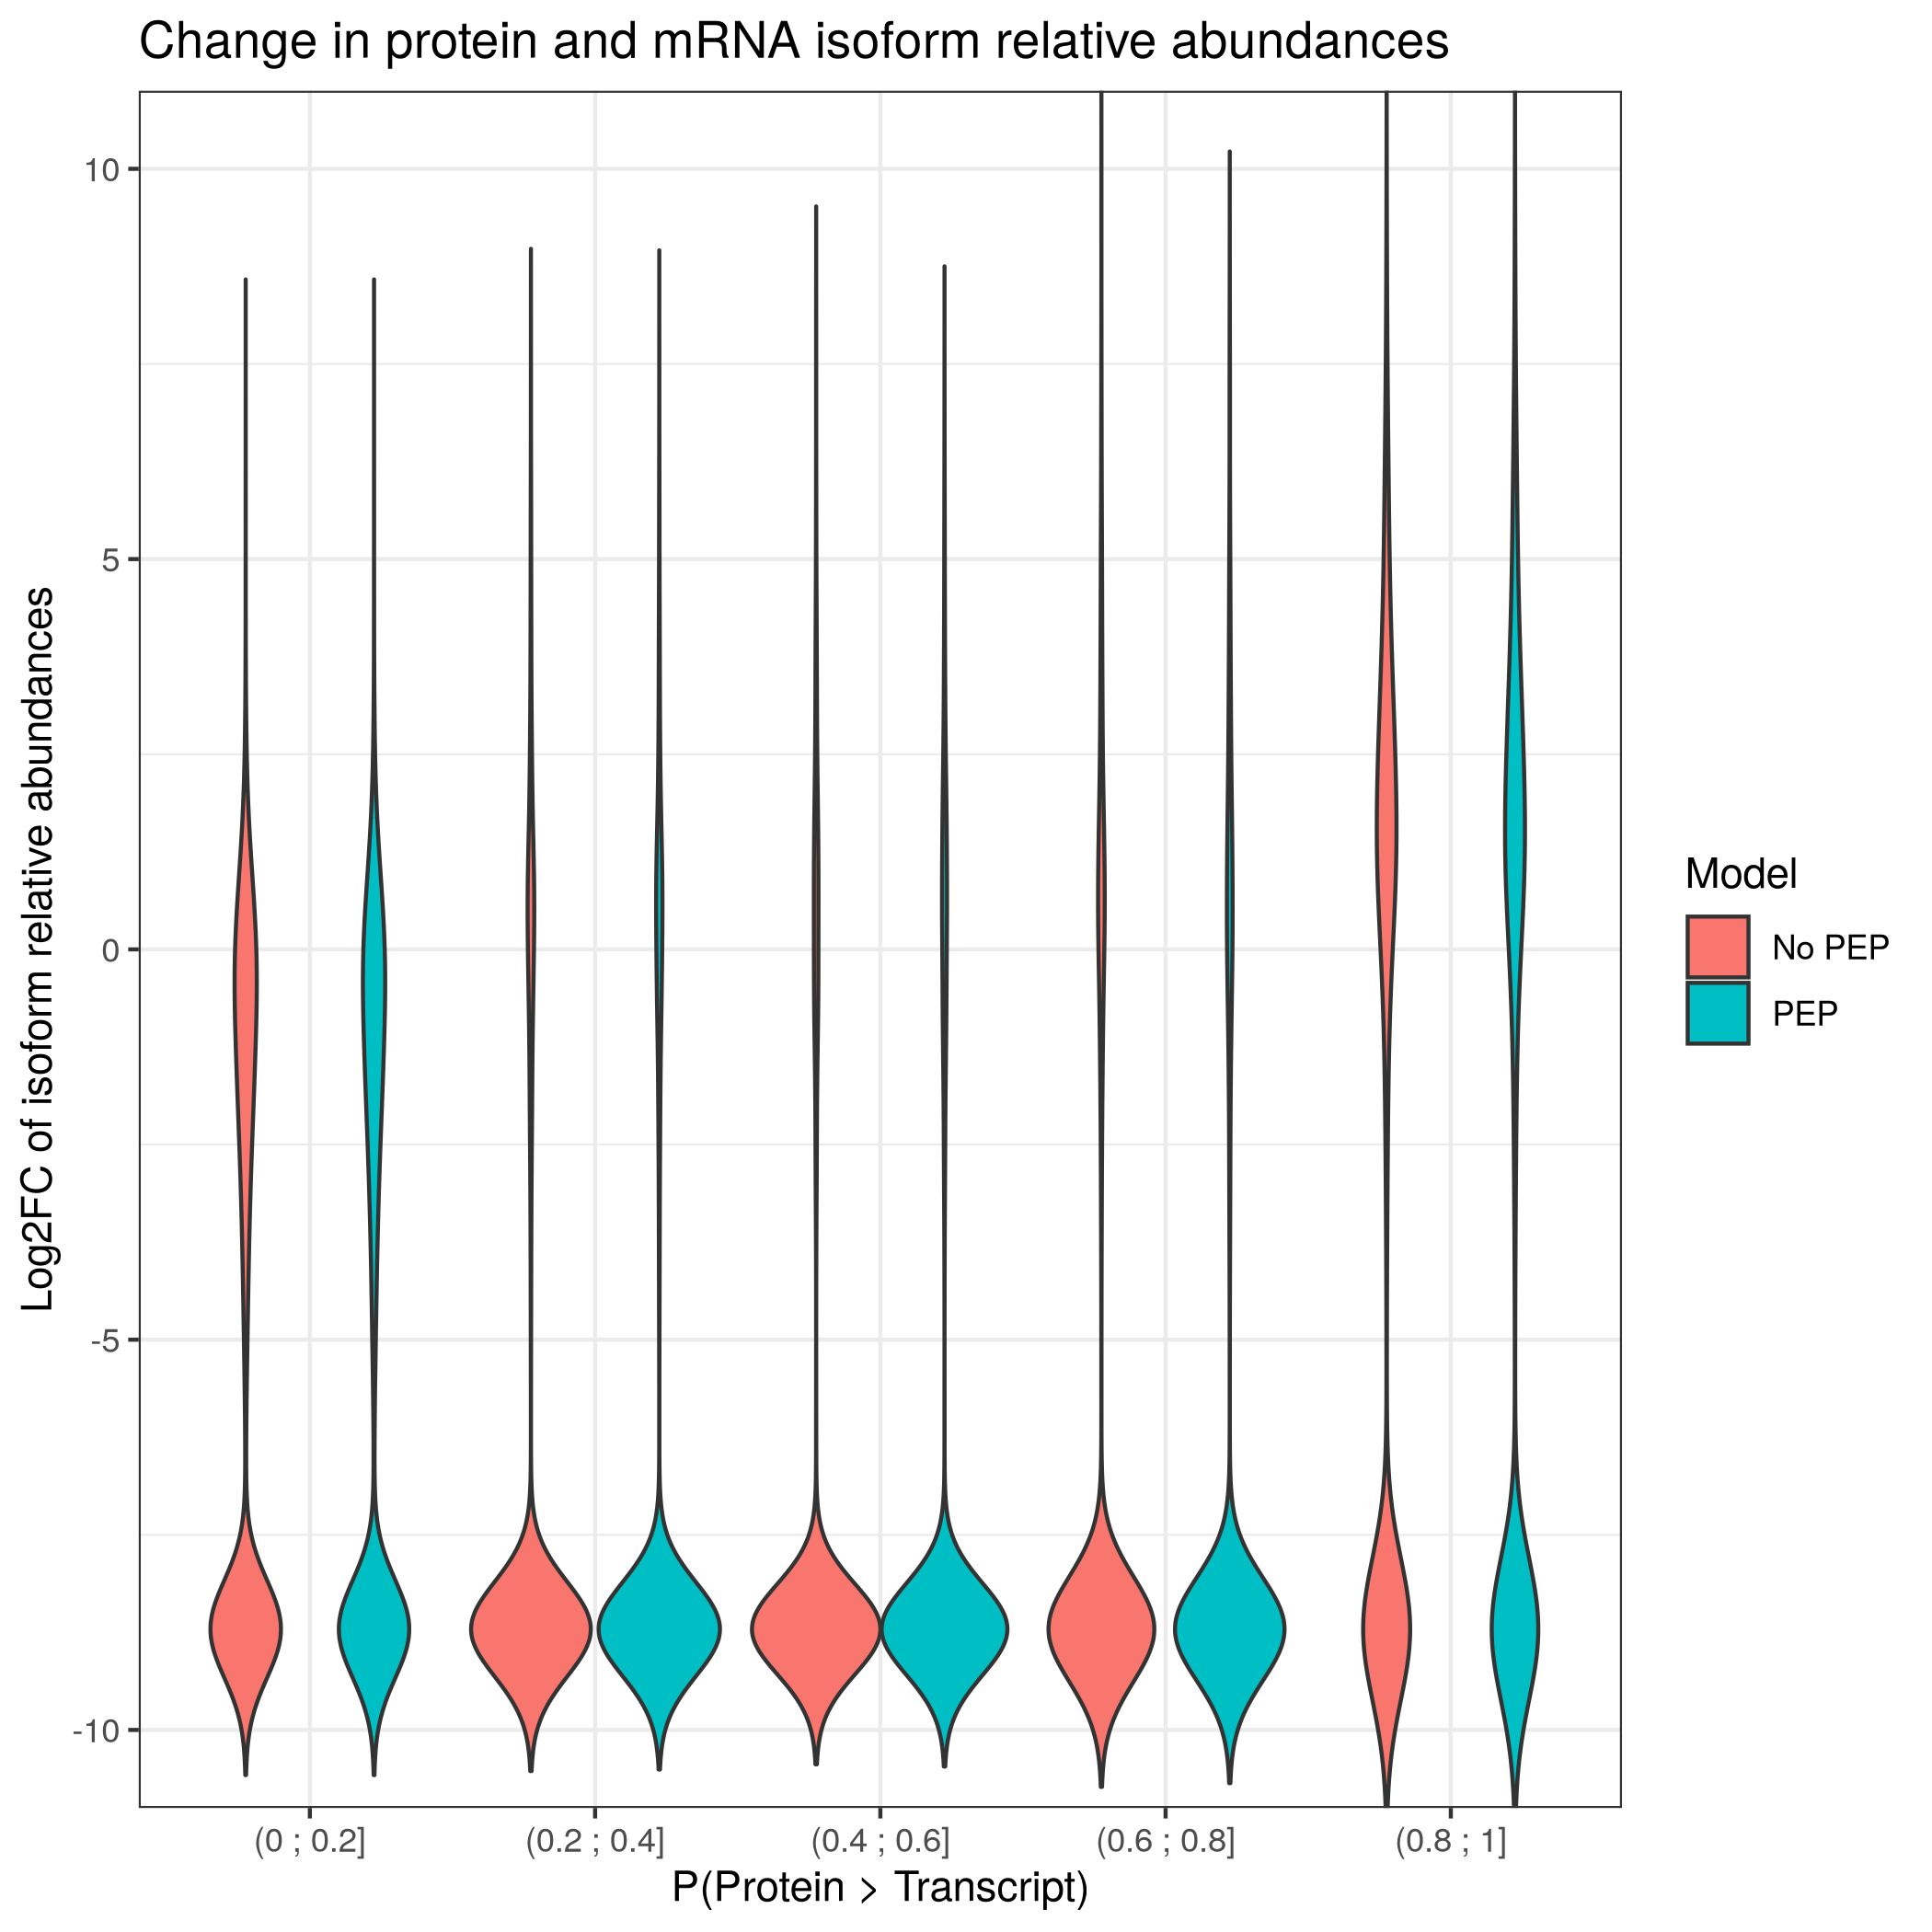 Change in protein and mRNA isoform relative abundances
Log2FC of isoform relative abundances
10
5
0
-5
-10
(0 ; 0.2]
(0.2 ; 0.4]
(0.4 ; 0.6]
(0.6 ; 0.8]
(0.8 ; 1]
P(Protein > Transcript)
Model
No PEP
PEP